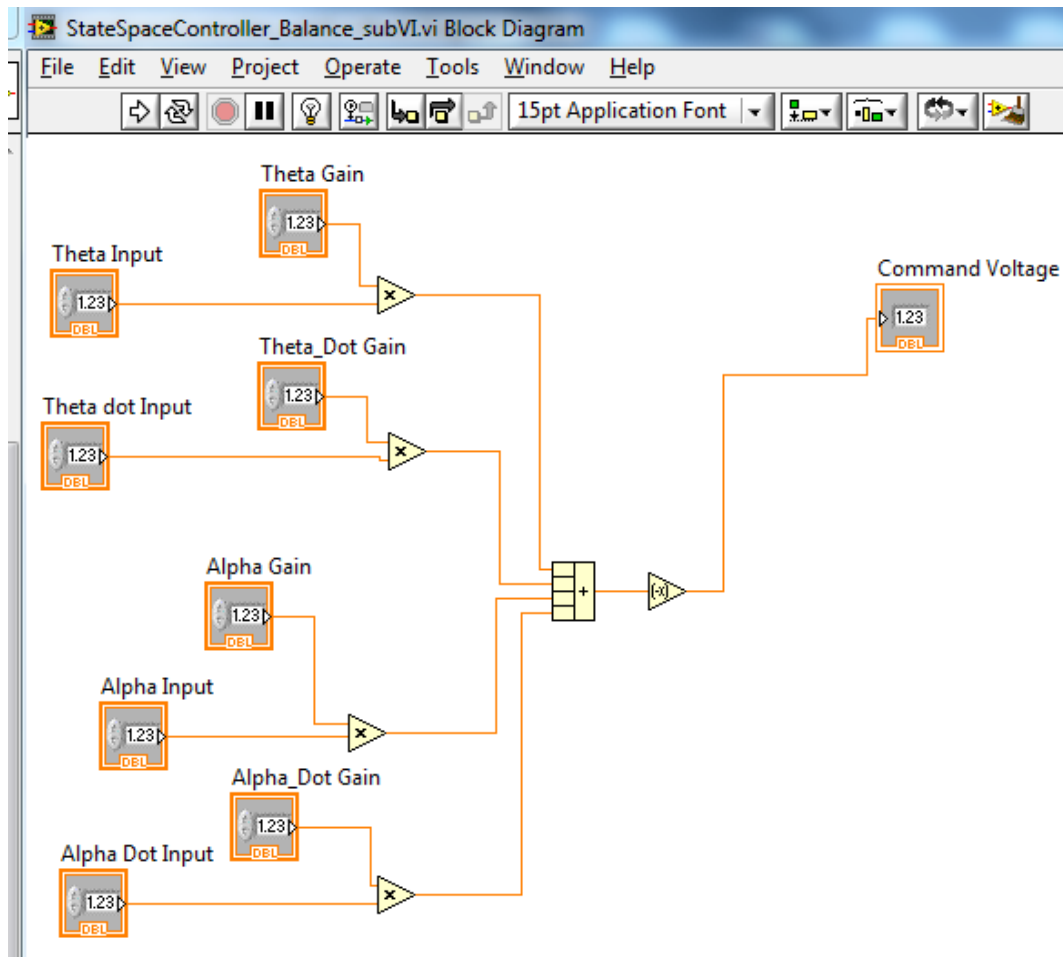 StateSpaceController_Balance_subVI.vi Block Diagram
File Edit View Project Operate Tools Window Help
15pt Application Font
Theta Gain
1.23
DBL
Theta Input
1.23
DBL
×
Command Voltage
1.23
DBL
Theta_Dot Gain
1.23
DBL
Theta dot Input
1.23
DBL
×
Alpha Gain
1.23
DBL
+
(-x)
Alpha Input
1.23
DBL
×
Alpha_Dot Gain
1.23
DBL
Alpha Dot Input
1.23
DBL
×